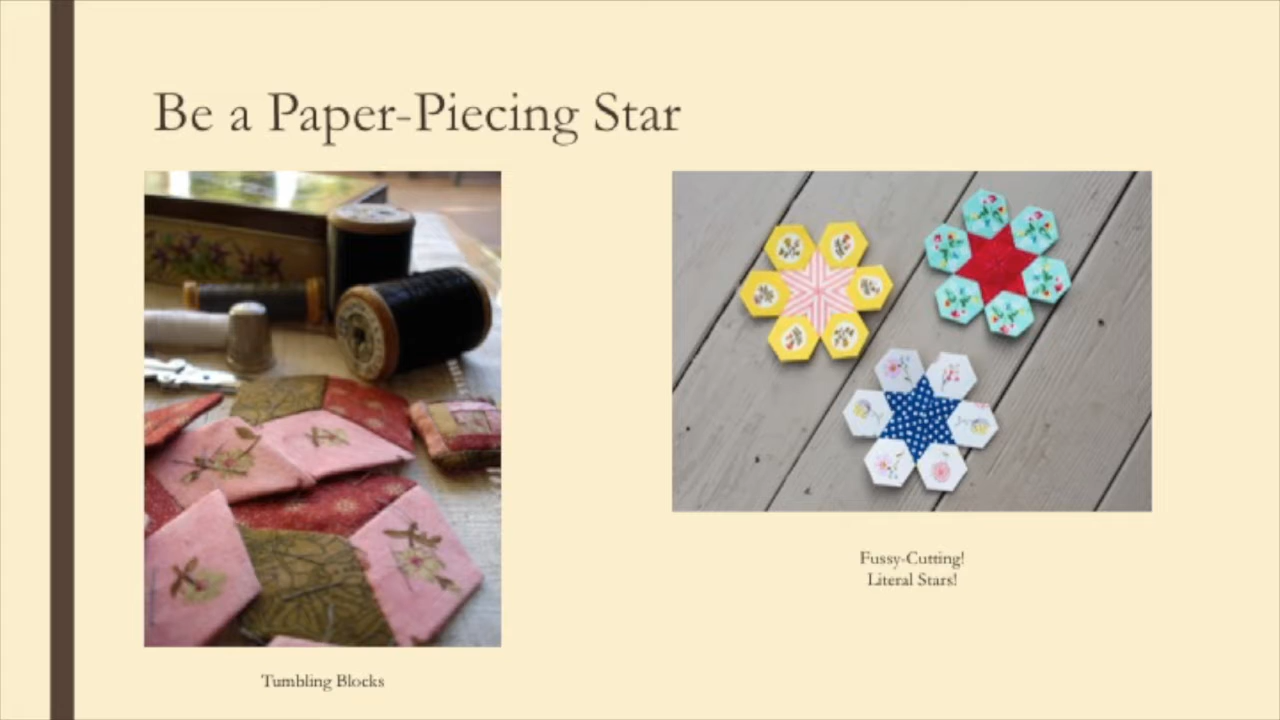 Be a Paper-Piecing Star
Fussy-Cutting!
Literal Stars!
Tumbling Blocks